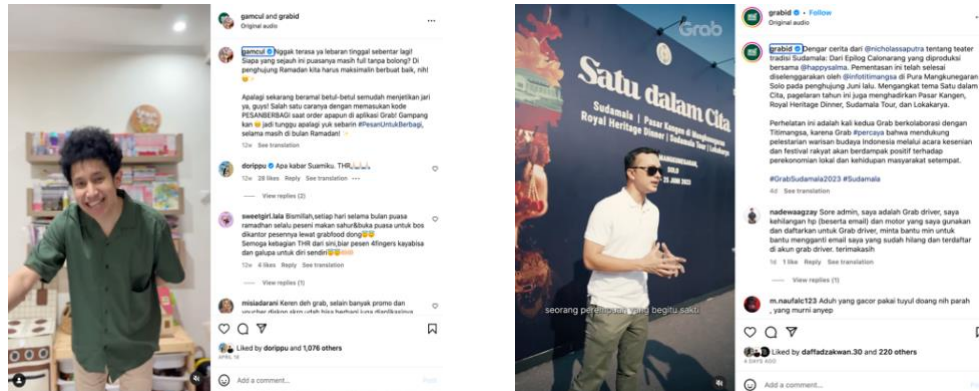 gamcul and grabid
Original audio
gamcul Nggak terasa ya lebaran tinggal sebentar lagi!
Siapa yang sejauh ini puasanya masih full tanpa bolong? Di
penghujung Ramadan kita harus maksimalin berbuat baik, nih!
Apalagi sekarang beramal betul-betul semudah menjetikan jari
ya, guys! Salah satu caranya dengan memasukan kode
PESANBERBAGI saat order apapun di aplikasi Grab! Gampang
kan jadi tunggu apalagi yuk sebarin #PesanUntukBerbagi,
selama masih di bulan Ramadan!
12w See translation
dorippu Apa kabar Suamiku. THR
12w 28 likes Reply See translation
View replies (2)
sweetgirl.lala Bismillah,setiap hari selama bulan puasa
ramadhan selalu peseni makan sahur&buka puasa untuk bos
dikantor pesennya lewat grabfood dong
Semoga kebagian THR dari sini,biar pesen 4fingers kayabisa
dan galupa untuk diri sendiri
12w 4 likes Reply See translation
View replies (1)
misiadarani Keren deh grab, selain banyak promo dan
Liked by dorippu and 1,076 others
APRIL 18
Add a comment...
Post
Grab
Satu dalam Cita
Sudamala | Pasar Kangen di Mangkunegaran
Royal Heritage Dinner | Sudamala Tour | Lokakarya
MANGKUNEGARAN,
SOLO
25 JUNI 2023
seorang perempuan yang begitu sakti
grabid • Follow
Original audio
grabid Dengar cerita dari @nicholassaputra tentang teater
tradisi Sudamala: Dari Epilog Calonarang yang diproduksi
bersama @happysalma. Pementasan ini telah selesai
diselenggarakan oleh @infotitimangsa di Pura Mangkunegaran
Solo pada penghujung Juni lalu. Mengangkat tema Satu dalam
Cita, pagelaran tahun ini juga menghadirkan Pasar Kangen,
Royal Heritage Dinner, Sudamala Tour, dan Lokakarya.
Perhelatan ini adalah kali kedua Grab berkolaborasi dengan
Titimangsa, karena Grab #percaya bahwa mendukung
pelestarian warisan budaya Indonesia melalui acara kesenian
dan festival rakyat akan berdampak positif terhadap
perekonomian lokal dan kehidupan masyarakat setempat.
#GrabSudamala2023 #Sudamala
4d See translation
nadewaagzay Sore admin, saya adalah Grab driver, saya
kehilangan hp (beserta email) dan motor yang saya gunakan
dan daftarkan untuk Grab driver, minta bantu min untuk
bantu mengganti email saya yang sudah hilang dan terdaftar
di akun grab driver. terimakasih
1d 1 like Reply See translation
View replies (1)
m.naufalc123 Aduh yang gacor pakai tuyul doang nih parah
, yang murni anyep
Liked by daffadzakwan.30 and 220 others
4 DAYS AGO
Add a comment...